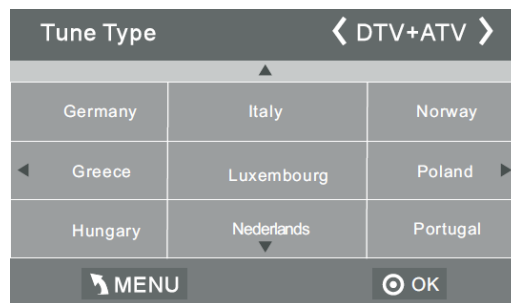 Tune Type DTV+ATV
Germany Italy Norway
Greece Luxembourg Poland
Hungary Nederlands Portugal
MENU OK